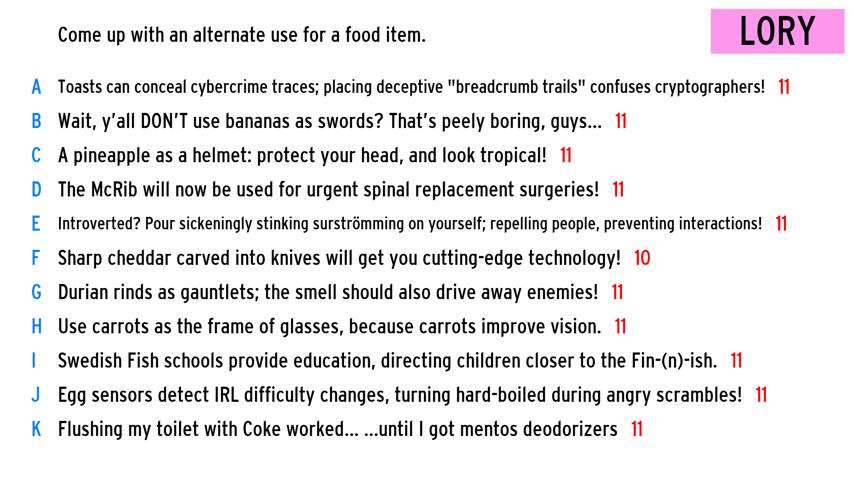 Come up with an alternate use for a food item.
LORY
A Toasts can conceal cybercrime traces; placing deceptive "breadcrumb trails" confuses cryptographers! 11
B Wait, y'all DON'T use bananas as swords? That's peely boring, guys... 11
C A pineapple as a helmet: protect your head, and look tropical! 11
D The McRib will now be used for urgent spinal replacement surgeries! 11
E Introverted? Pour sickeningly stinking surströmming on yourself; repelling people, preventing interactions! 11
F Sharp cheddar carved into knives will get you cutting-edge technology! 10
G Durian rinds as gauntlets; the smell should also drive away enemies! 11
H Use carrots as the frame of glasses, because carrots improve vision. 11
I Swedish Fish schools provide education, directing children closer to the Fin-(n)-ish. 11
J Egg sensors detect IRL difficulty changes, turning hard-boiled during angry scrambles! 11
K Flushing my toilet with Coke worked... ...until I got mentos deodorizers 11